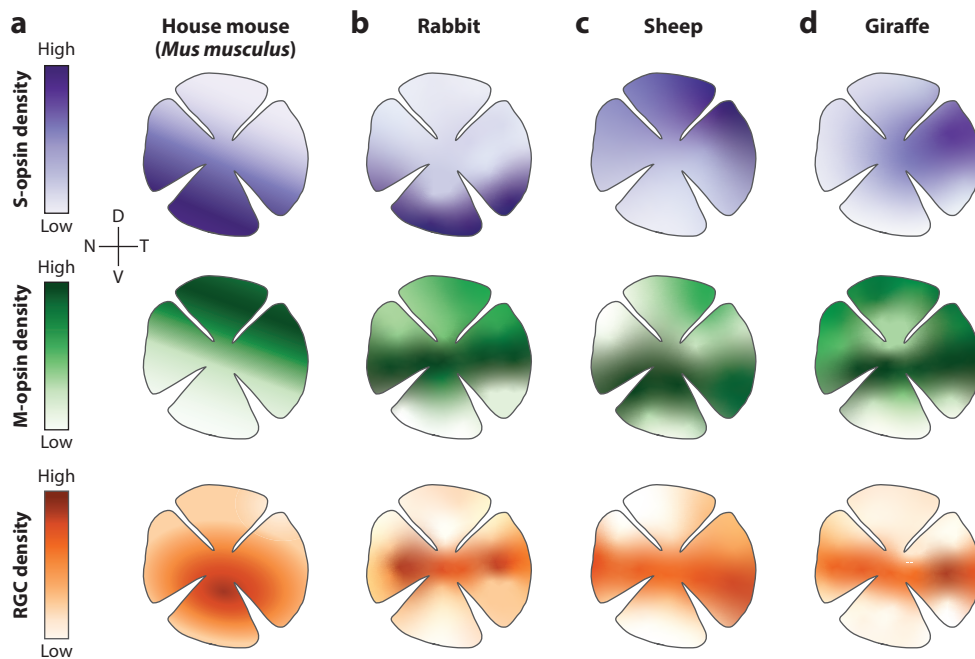 a
House mouse
(Mus musculus)
b
Rabbit
c
Sheep
d
Giraffe
High
S-opsin density
Low
D
N
T
V
High
M-opsin density
Low
High
RGC density
Low